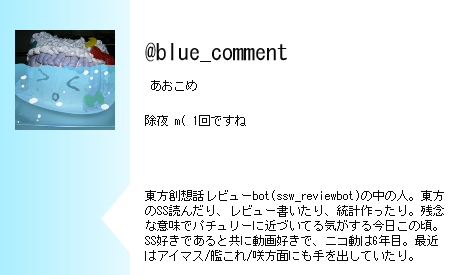 @blue_comment
あおこめ
除夜 m( 1回ですね
東方創想話レビューbot(ssw_reviewbot)の中の人。東方
のSS読んだり、レビュー書いたり、統計作ったり。残念
な意味でパチュリーに近づいてる気がする今日この頃。
SS好きであると共に動画好きで、ニコ動は6年目。最近
はアイマス/艦これ/咲方面にも手を出していたり。